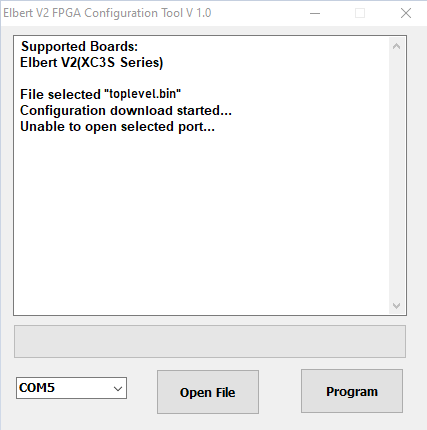 Elbert V2 FPGA Configuration Tool V 1.0
Supported Boards:
Elbert V2(XC3S Series)
File selected "toplevel.bin"
Configuration download started...
Unable to open selected port...
COM5
Open File
Program